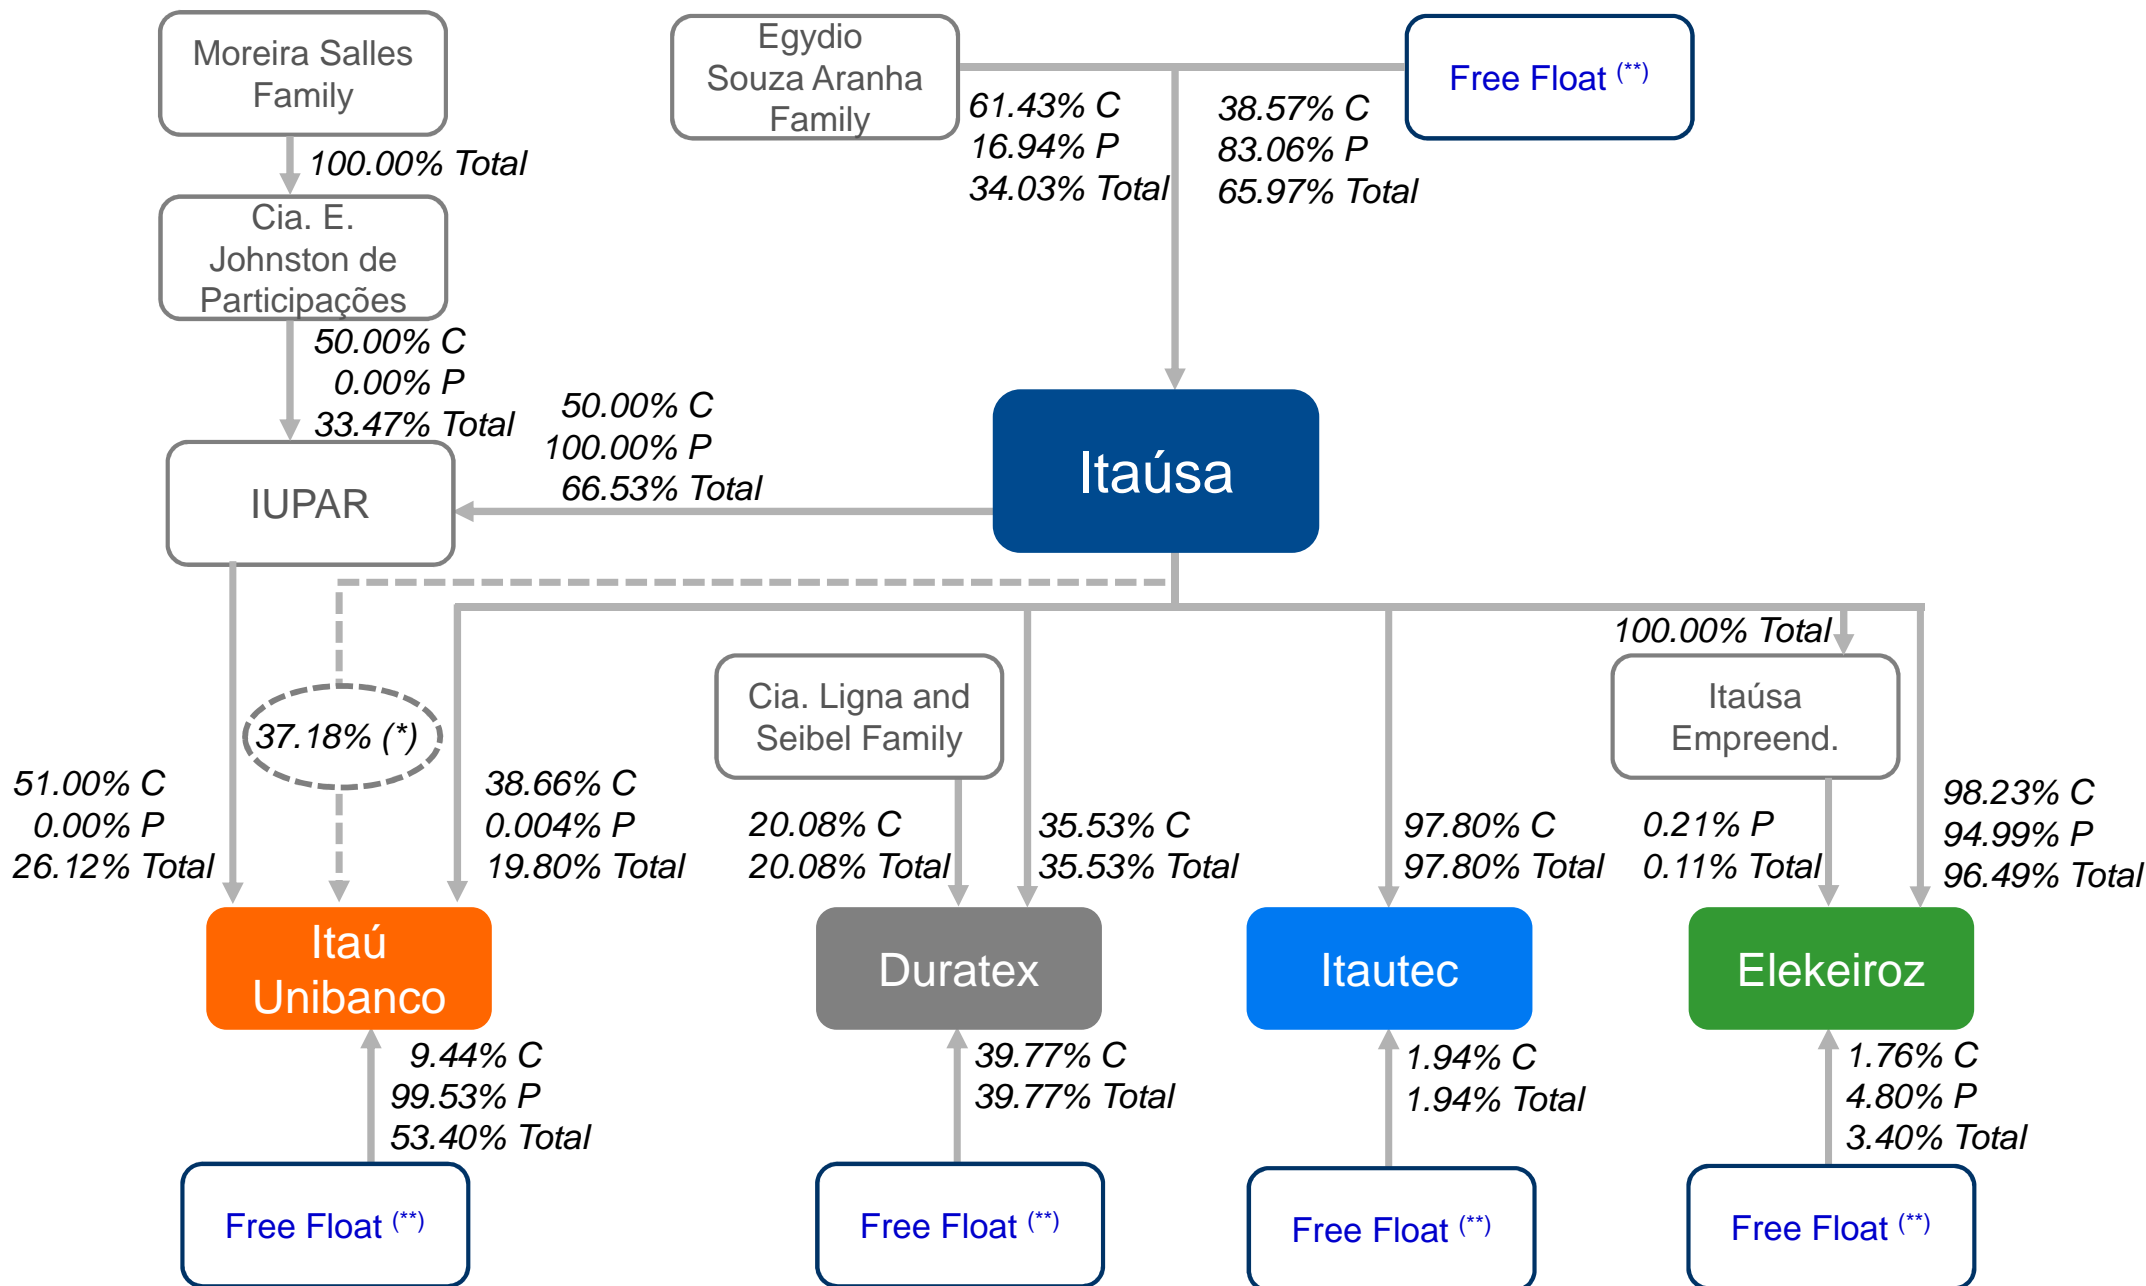 Moreira Salles
Family
Egydio
Souza Aranha
Family
Free Float (**)
61.43% C
16.94% P
34.03% Total
38.57% C
83.06% P
65.97% Total
100.00% Total
Cia. E.
Johnston de
Participações
50.00% C
0.00% P
33.47% Total
50.00% C
100.00% P
66.53% Total
IUPAR
Itaúsa
100.00% Total
Cia. Ligna and
Seibel Family
Itaúsa
Empreend.
37.18% (*)
51.00% C
0.00% P
26.12% Total
38.66% C
0.004% P
19.80% Total
20.08% C
20.08% Total
35.53% C
35.53% Total
97.80% C
97.80% Total
0.21% P
0.11% Total
98.23% C
94.99% P
96.49% Total
Itaú
Unibanco
Duratex
Itautec
Elekeiroz
9.44% C
99.53% P
53.40% Total
39.77% C
39.77% Total
1.94% C
1.94% Total
1.76% C
4.80% P
3.40% Total
Free Float (**)
Free Float (**)
Free Float (**)
Free Float (**)